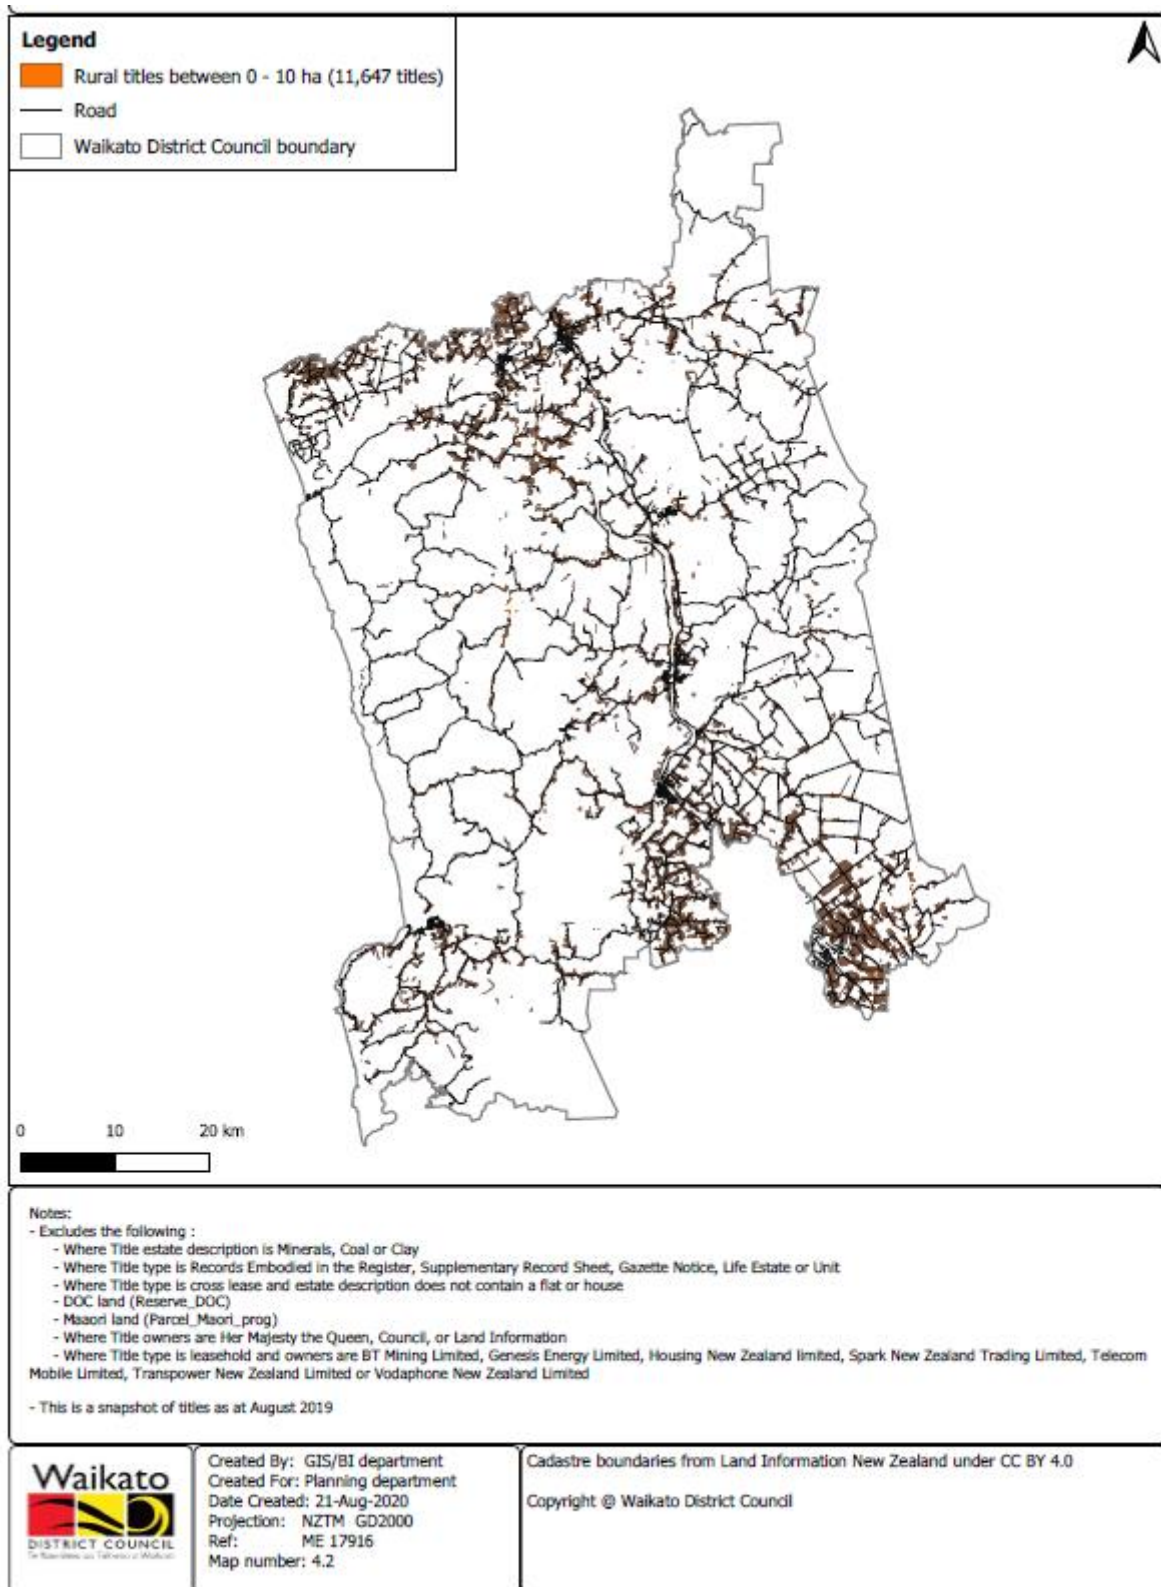 Legend
Rural titles between 0 - 10 ha (11,647 titles)
Road
Waikato District Council boundary
0 10 20 km
Notes:
- Excludes the following :
- Where Title estate description is Minerals, Coal or Clay
- Where Title type is Records Embodied in the Register, Supplementary Record Sheet, Gazette Notice, Life Estate or Unit
- Where Title type is cross lease and estate description does not contain a flat or house
- DOC land (Reserve_DOC)
- Maaori land (Parcel_Maori_prog)
- Where Title owners are Her Majesty the Queen, Council, or Land Information
- Where Title type is leasehold and owners are BT Mining Limited, Genesis Energy Limited, Housing New Zealand limited, Spark New Zealand Trading Limited, Telecom
Mobile Limited, Transpower New Zealand Limited or Vodaphone New Zealand Limited
- This is a snapshot of titles as at August 2019
Waikato
DISTRICT COUNCIL
Created By: GIS/BI department
Created For: Planning department
Date Created: 21-Aug-2020
Projection: NZTM GD2000
Ref: ME 17916
Map number: 4.2
Cadastre boundaries from Land Information New Zealand under CC BY 4.0
Copyright @ Waikato District Council